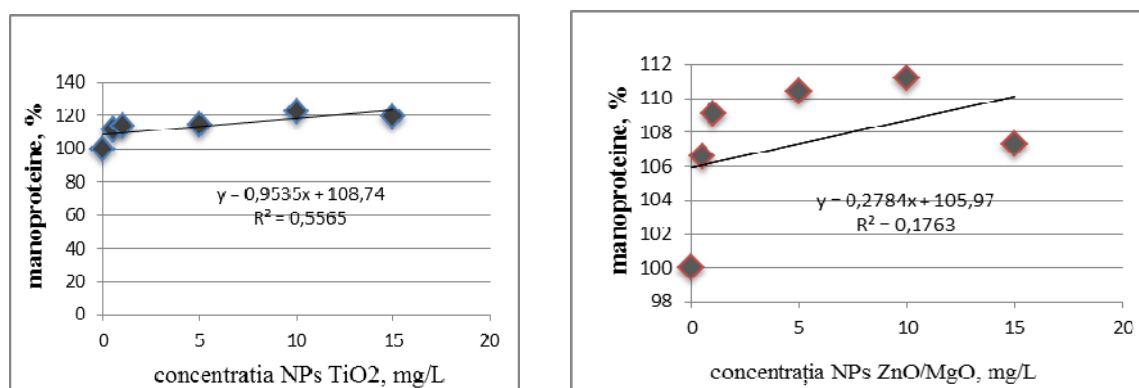 manoproteine, %
140
120
100
80
60
40
20
0
y = 0,9535x + 108,74
R² = 0,5565
0 5 10 15 20
concentratia NPs TiO2, mg/L
manoproteine, %
112
110
108
106
104
102
100
98
y = 0,2784x + 105,97
R² = 0,1763
0 5 10 15 20
concentrația NPs ZnO/MgO, mg/L